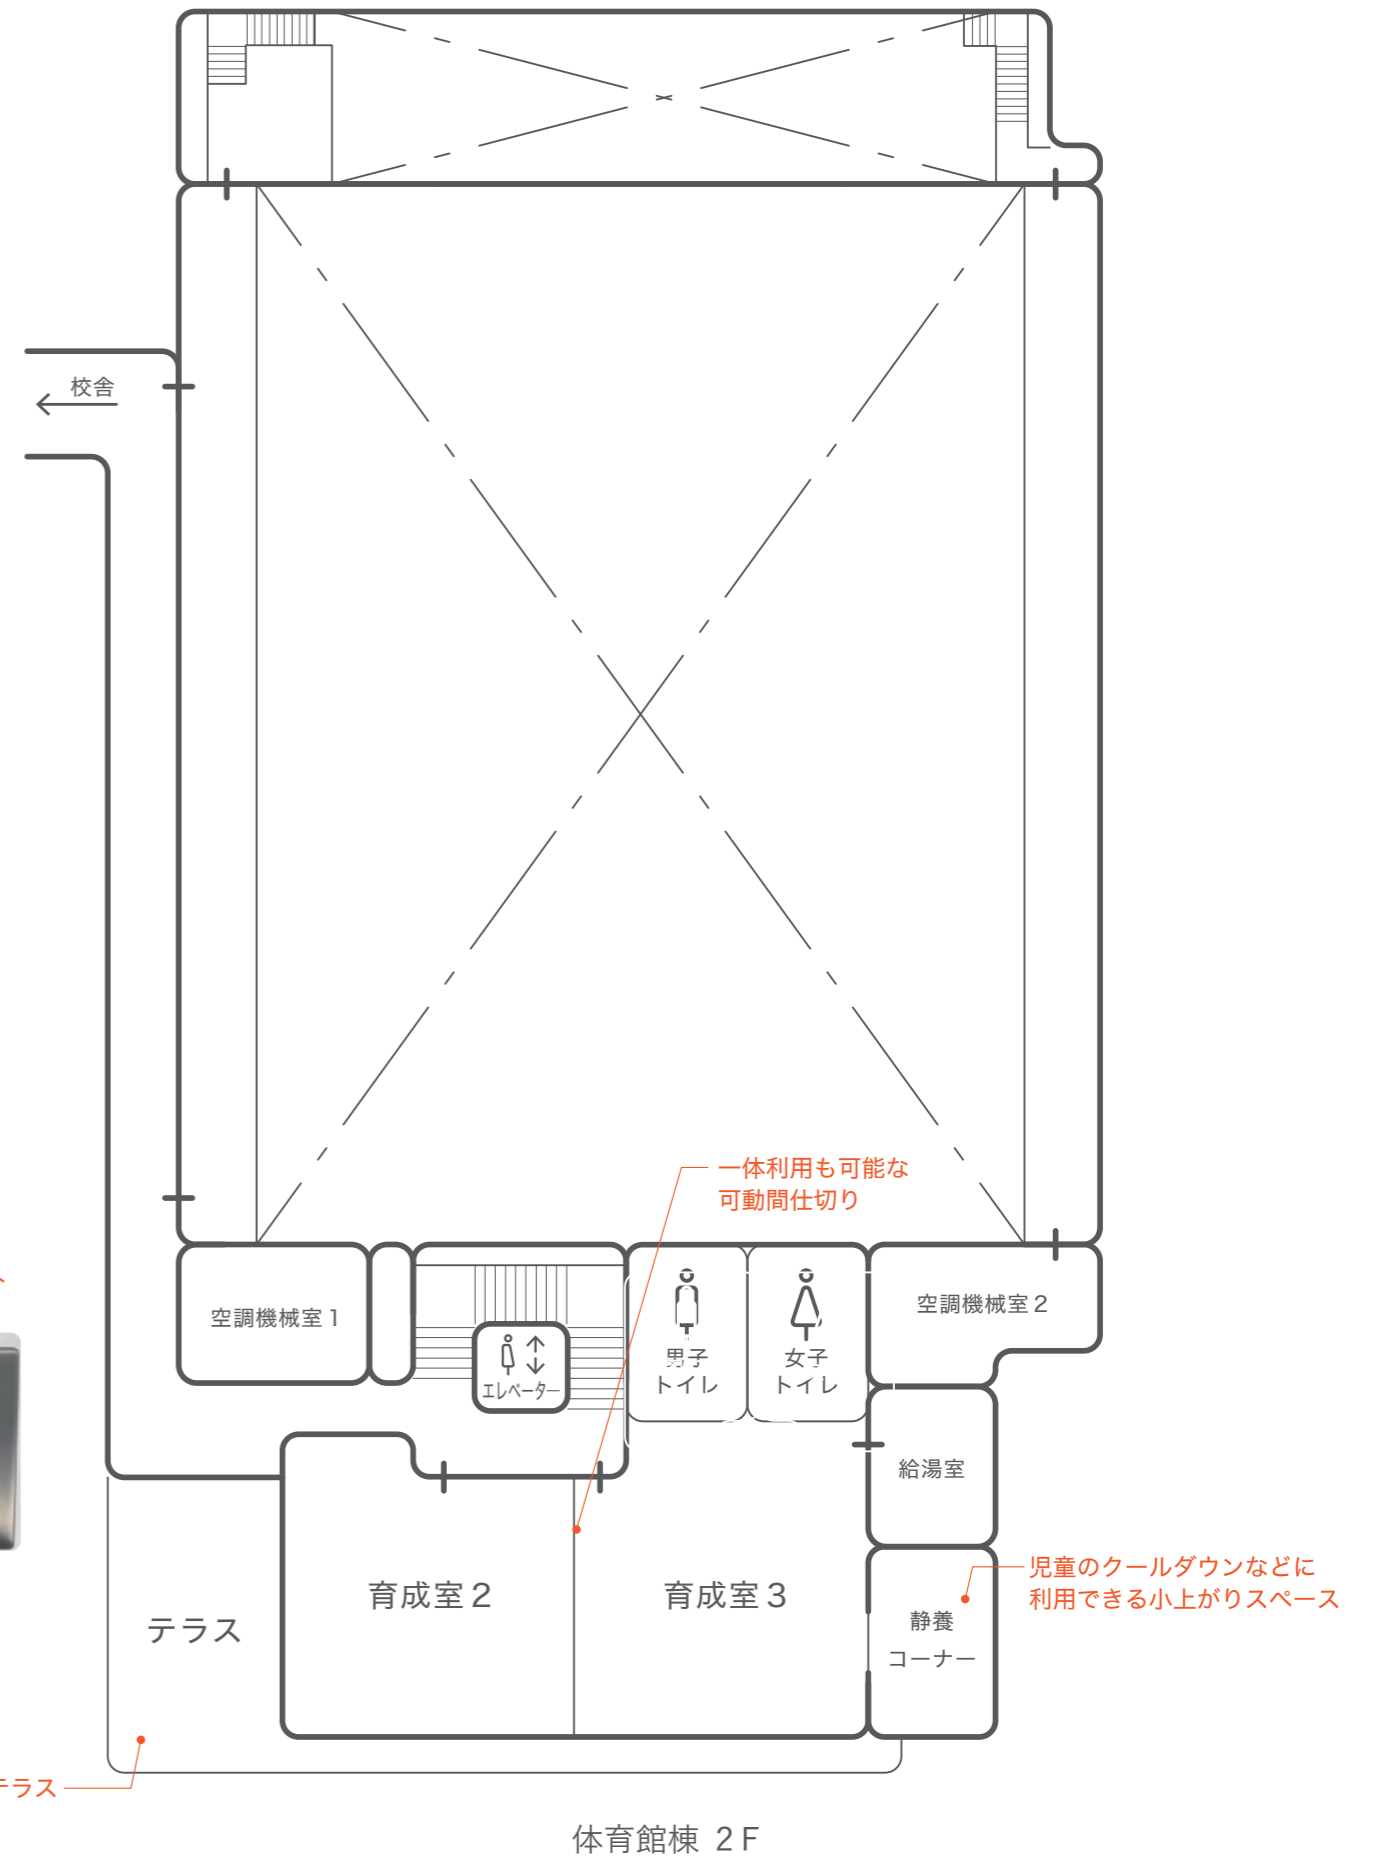 校舎
一体利用も可能な
可動間仕切り
空調機械室1
エレベーター
男子
トイレ
女子
トイレ
空調機械室2
給湯室
育成室2
育成室3
テラス
児童のクールダウンなどに
利用できる小上がりスペース
静養
コーナー
テラス
体育館棟 2F